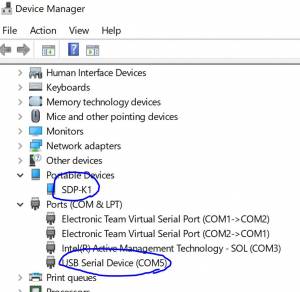 Device Manager
File Action View Help
Human Interface Devices
Keyboards
Memory technology devices
Mice and other pointing devices
Monitors
Network adapters
Other devices
Portable Devices
SDP-K1
Ports (COM & LPT)
Electronic Team Virtual Serial Port (COM1->COM2)
Electronic Team Virtual Serial Port (COM2->COM1)
Intel(R) Active Management Technology - SOL (COM3)
USB Serial Device (COM5)
Print queues
Processors